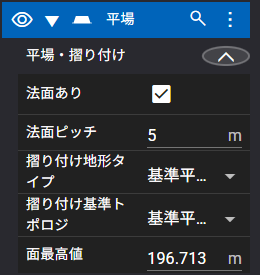 平場
平場・摺り付け
法面あり
法面ピッチ 5 m
摺り付け地形タ
イプ 基準平...
摺り付け基準ト
ポロジ 基準平...
面最高値 196.713 m